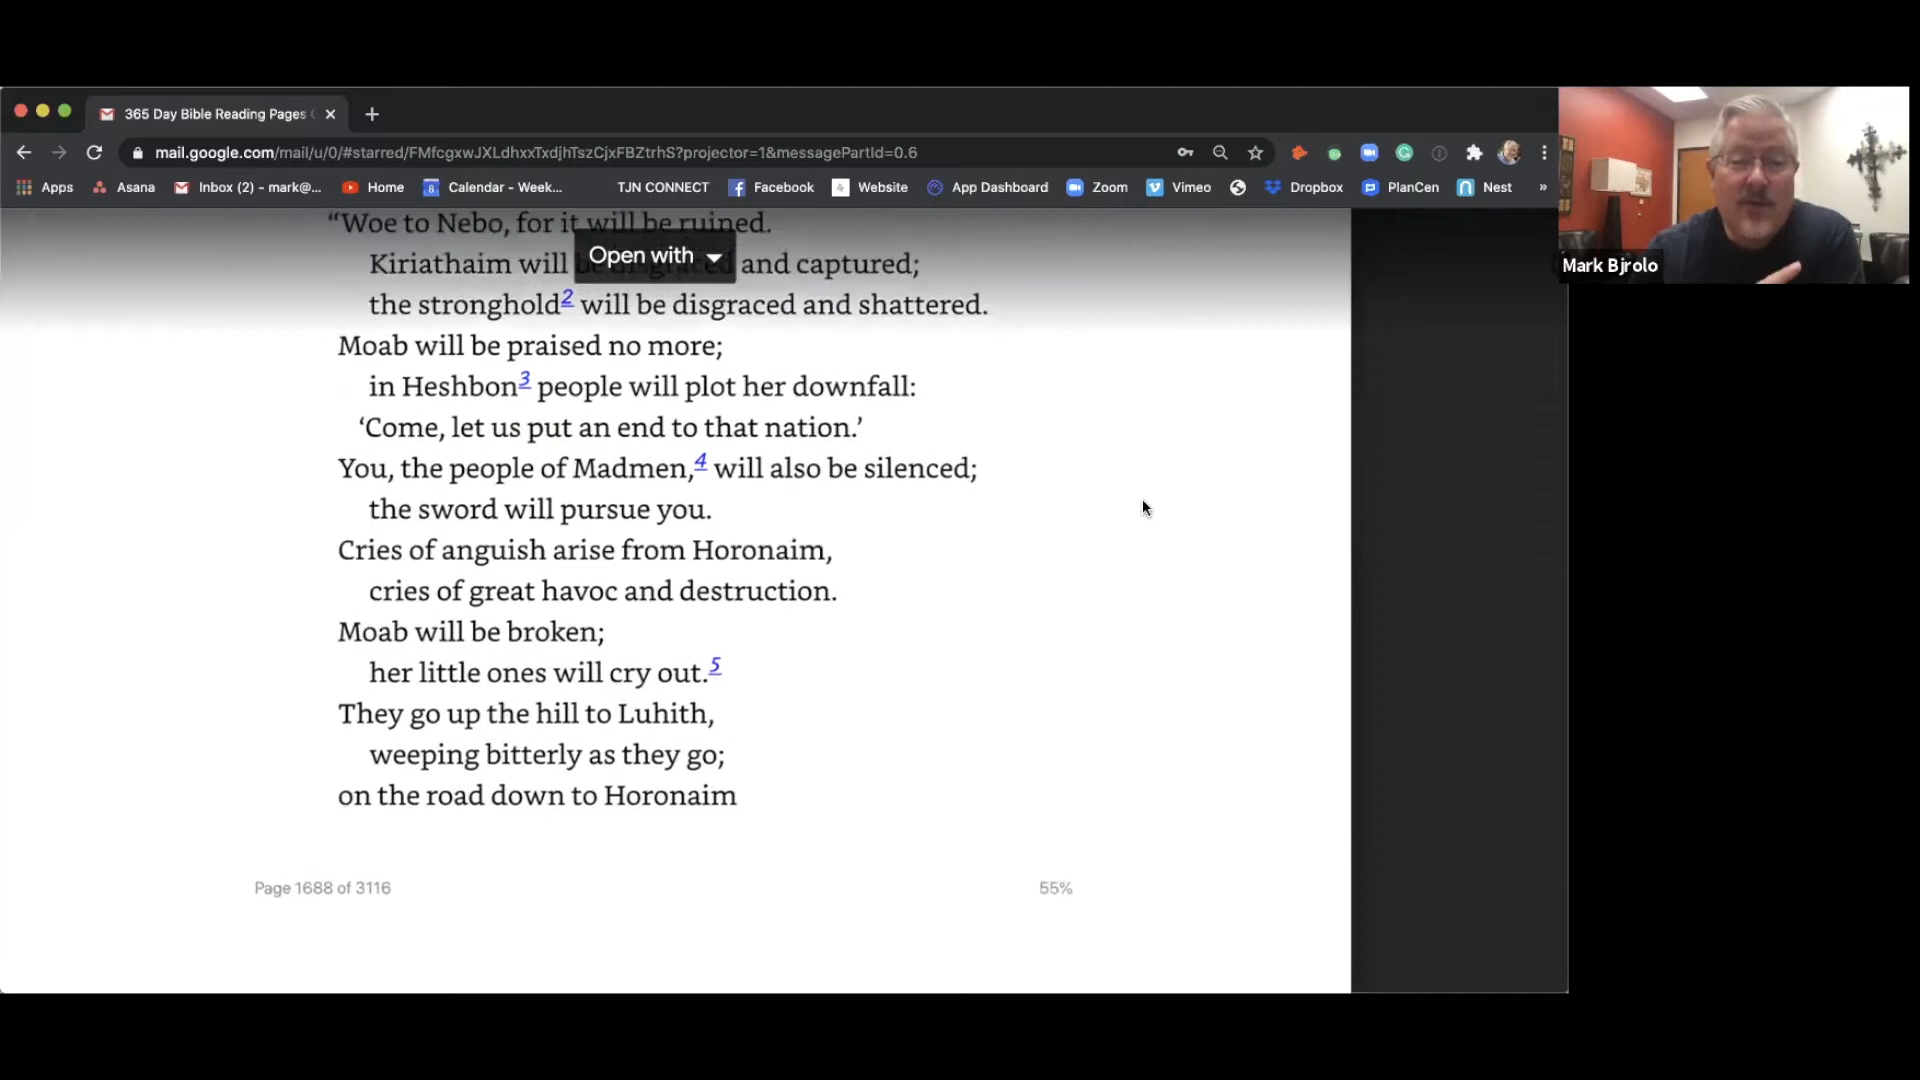 365 Day Bible Reading Pages
mail.google.com/mail/u/0/#starred/FMfcgxwJXLdhxxTxdjhTszCjxFBZtrhS?projector=1&messagePartId=0.6
Apps Asana Inbox (2) - mark@... Home Calendar - Week... TJN CONNECT Facebook Website App Dashboard Zoom Vimeo Dropbox PlanCen Nest »
“Woe to Nebo, for it will be ruined.
Open with
Kiriathaim will be disgraced and captured;
the stronghold2 will be disgraced and shattered.
Moab will be praised no more;
in Heshbon3 people will plot her downfall:
‘Come, let us put an end to that nation.’
You, the people of Madmen,4 will also be silenced;
the sword will pursue you.
Cries of anguish arise from Horonaim,
cries of great havoc and destruction.
Moab will be broken;
her little ones will cry out.5
They go up the hill to Luhith,
weeping bitterly as they go;
on the road down to Horonaim
Page 1688 of 3116 55%
Mark Bjrolo